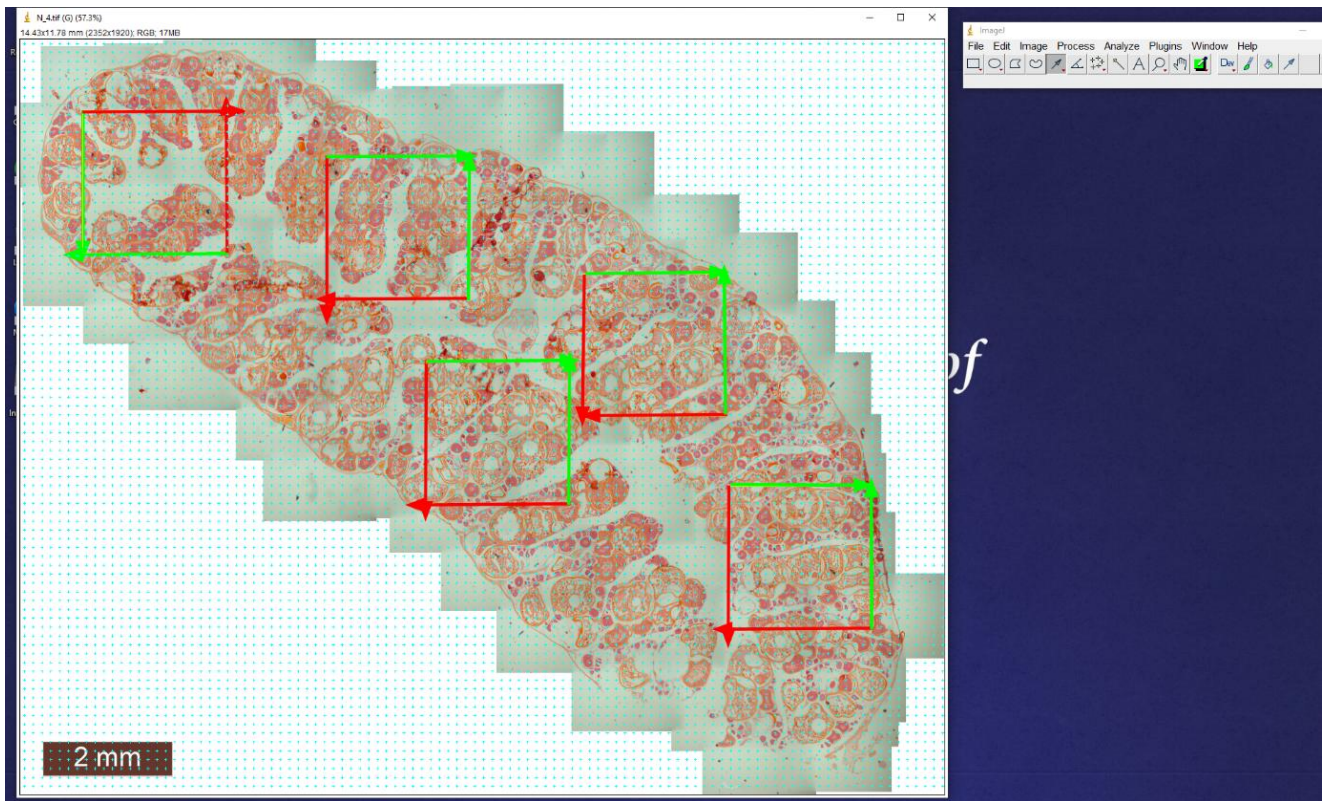 N_4.tif (G) (57.3%)
14.43x11.78 mm (2352x1920); RGB; 17MB
ImageJ
File Edit Image Process Analyze Plugins Window Help
A
Dev
of
2 mm